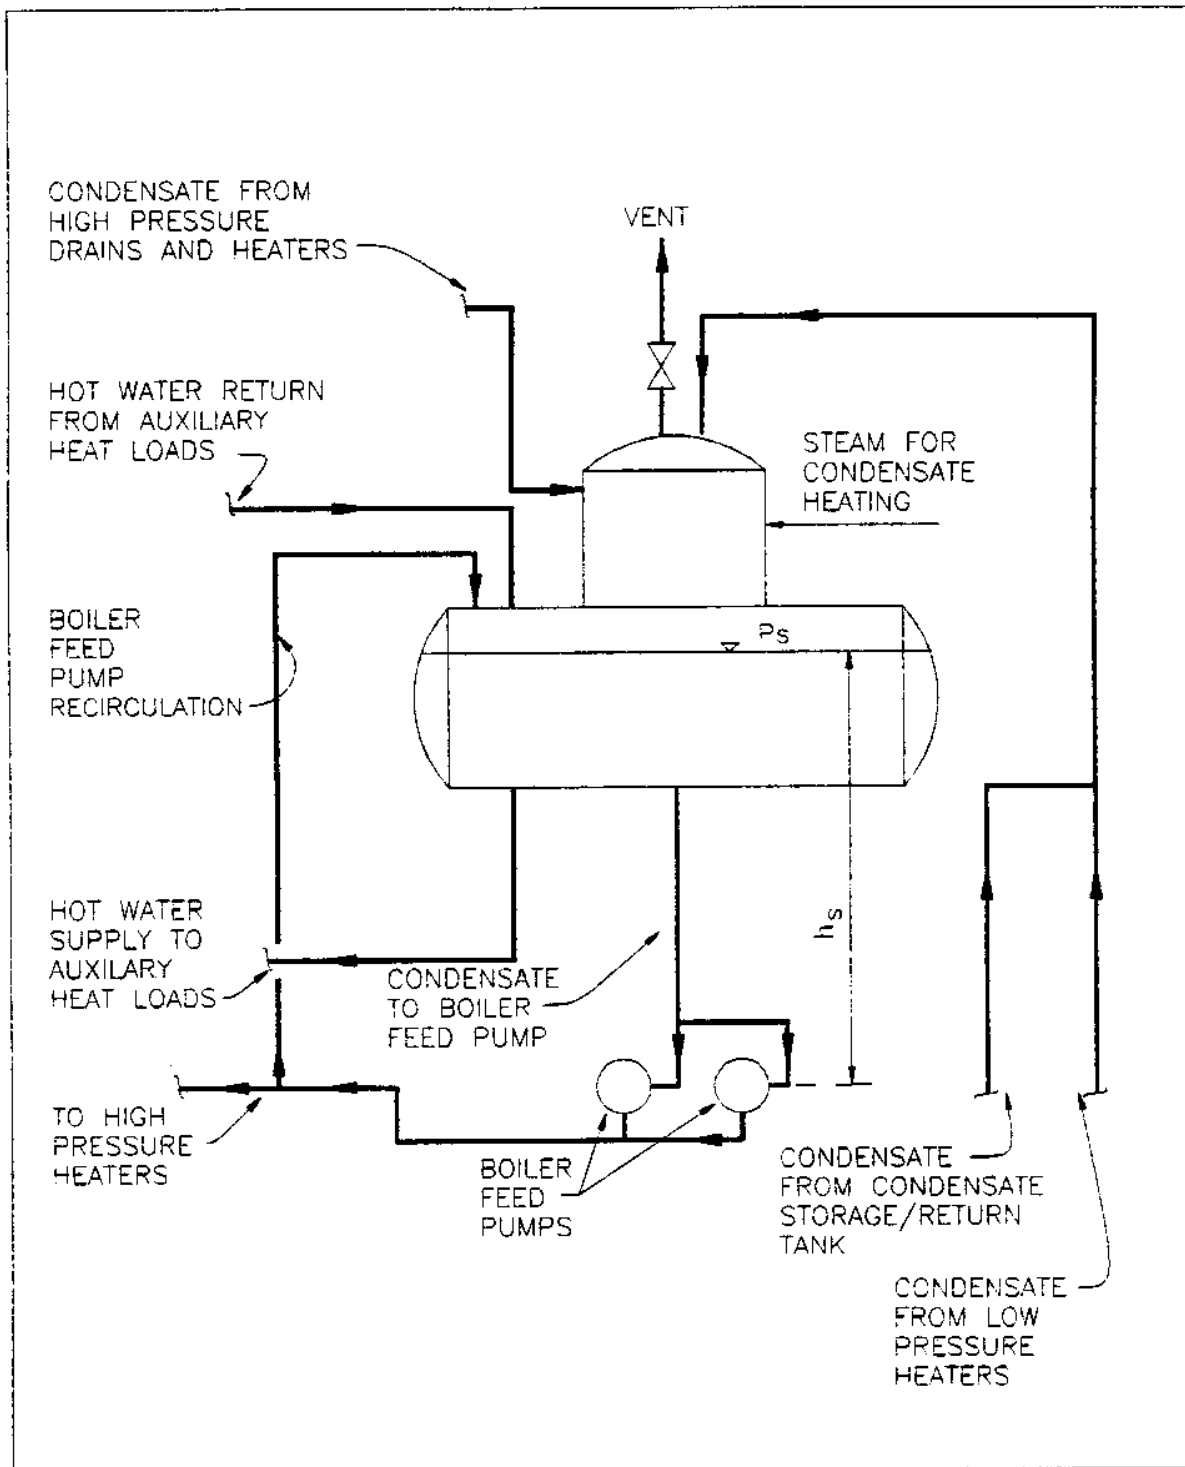 CONDENSATE FROM
HIGH PRESSURE
DRAINS AND HEATERS
VENT
HOT WATER RETURN
FROM AUXILIARY
HEAT LOADS
STEAM FOR
CONDENSATE
HEATING
BOILER
FEED
PUMP
RECIRCULATION
PS
hS
HOT WATER
SUPPLY TO
AUXILARY
HEAT LOADS
CONDENSATE
TO BOILER
FEED PUMP
TO HIGH
PRESSURE
HEATERS
BOILER
FEED
PUMPS
CONDENSATE
FROM CONDENSATE
STORAGE/RETURN
TANK
CONDENSATE
FROM LOW
PRESSURE
HEATERS